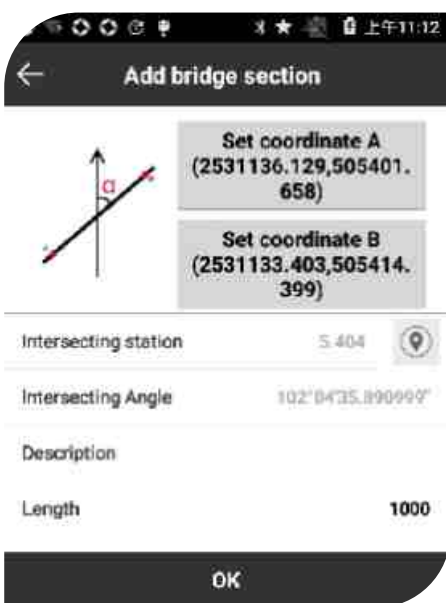 上午11:12
Add bridge section
α
Set coordinate A
(2531136.129,505401.
658)
Set coordinate B
(2531133.403,505414.
399)
Intersecting station 5.404
Intersecting Angle 102°04'35.890999"
Description
Length 1000
OK